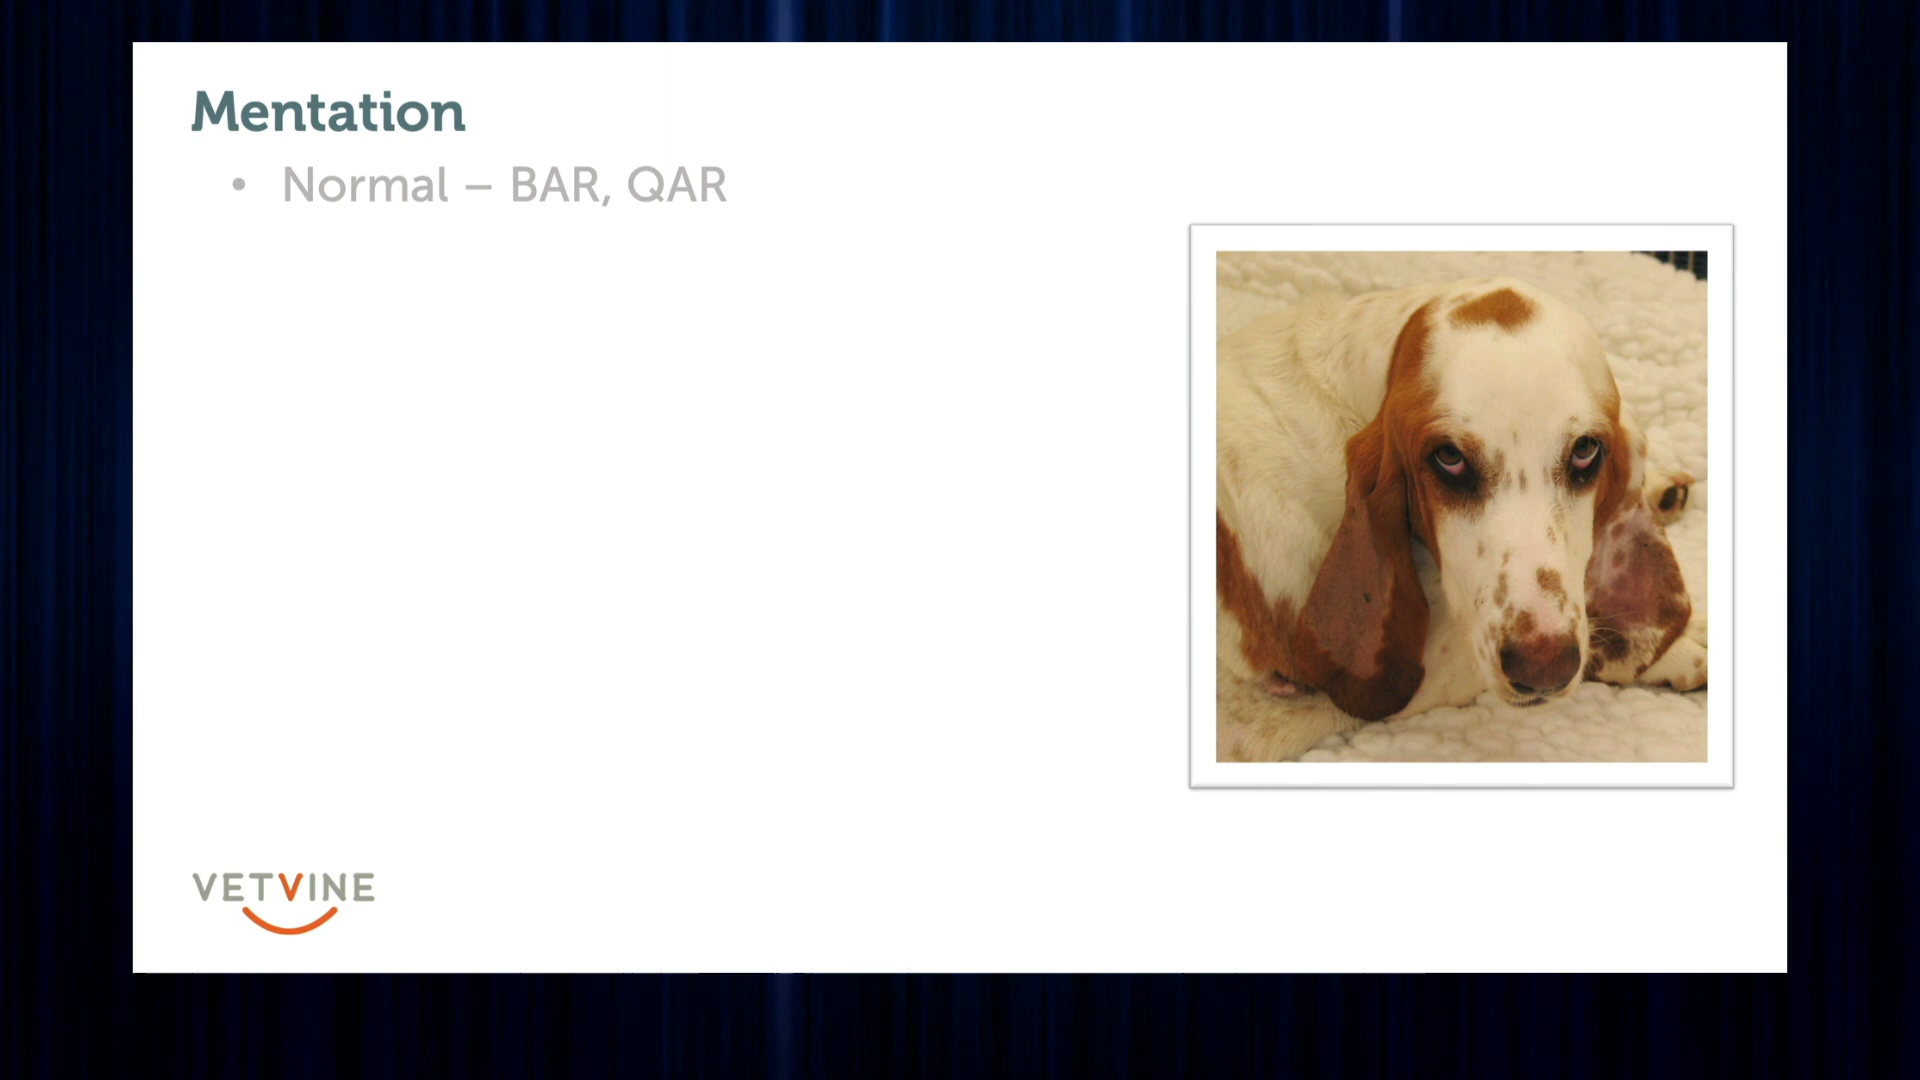 Mentation
• Normal – BAR, QAR
VETVINE